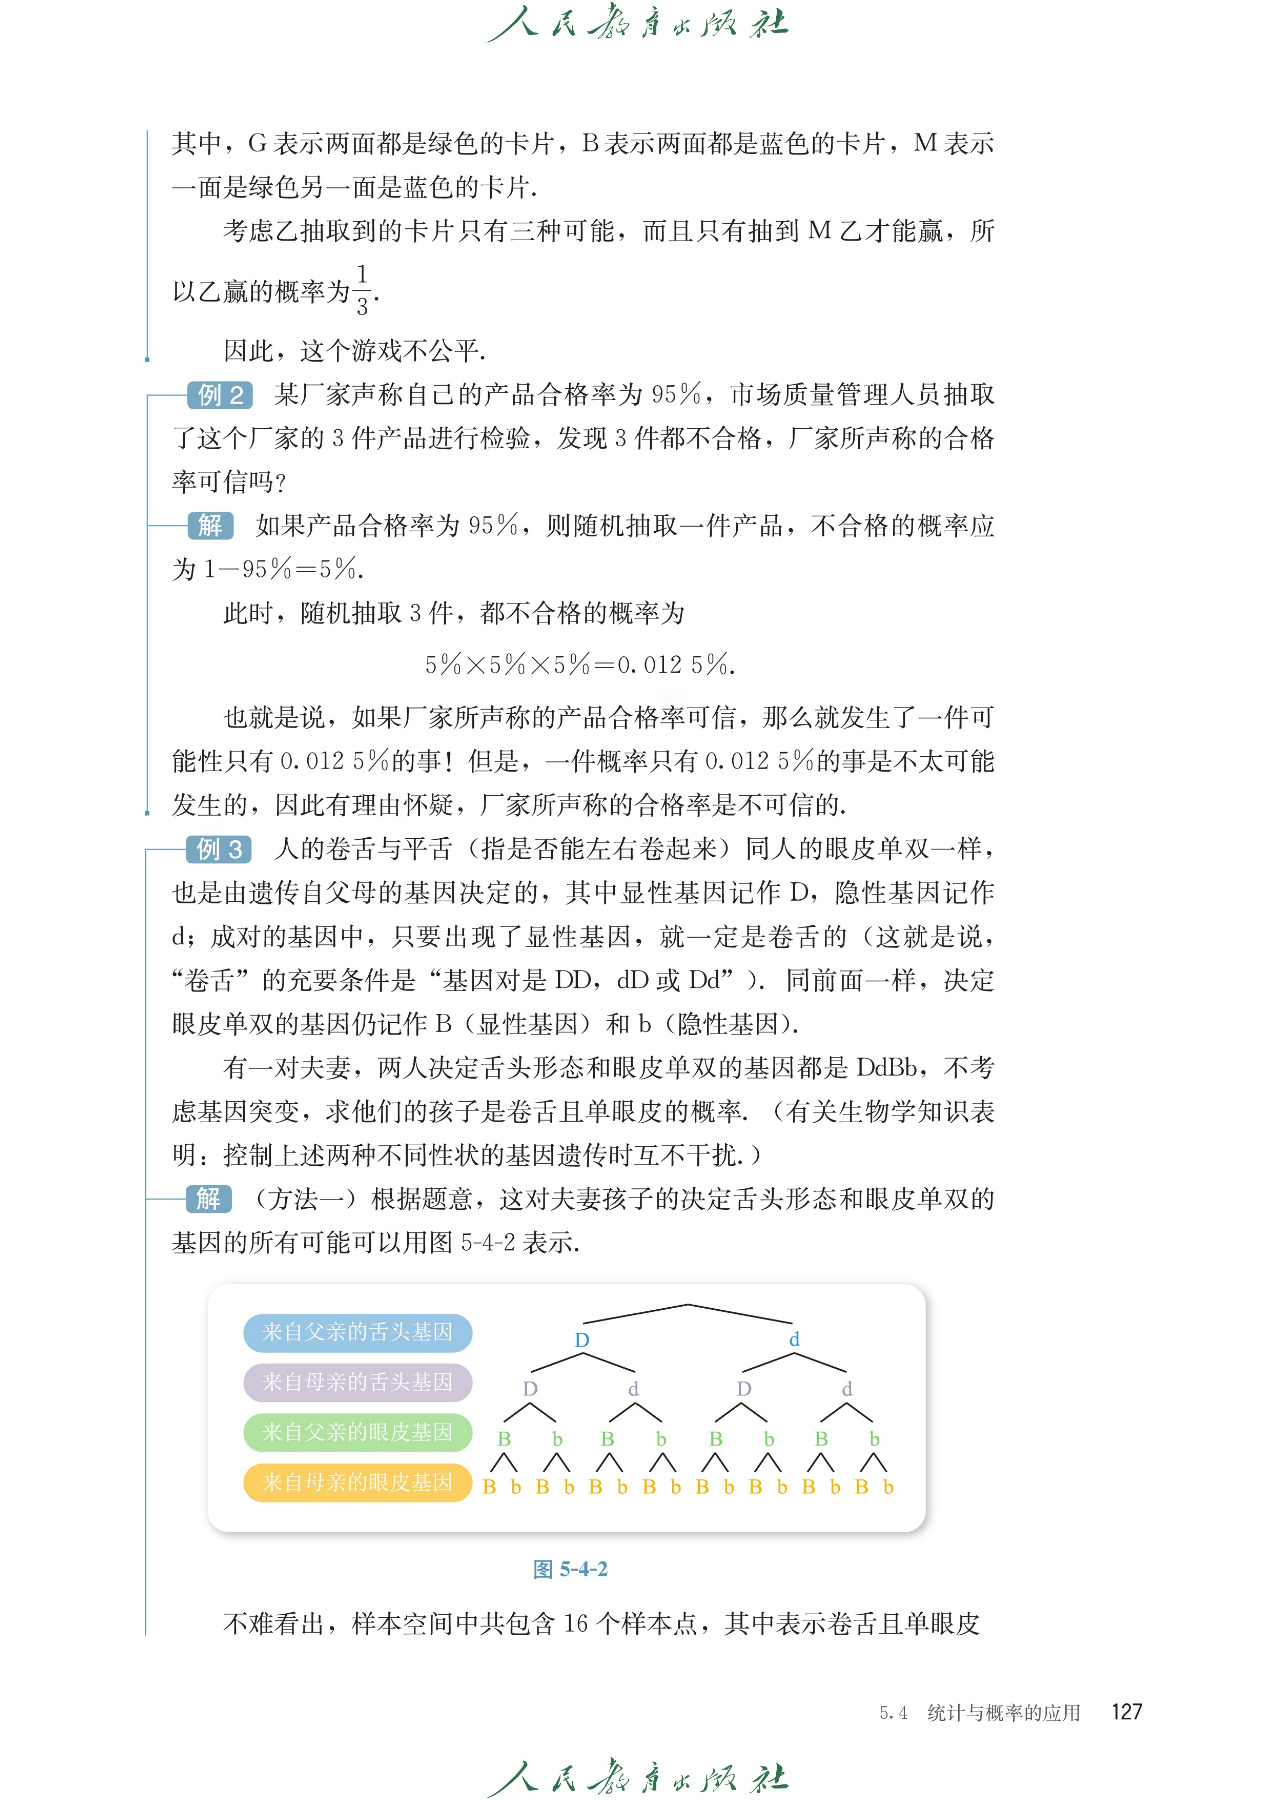 人民教育出版社
其中，G 表示两面都是绿色的卡片，B 表示两面都是蓝色的卡片，M 表示
一面是绿色另一面是蓝色的卡片.
考虑乙抽取到的卡片只有三种可能，而且只有抽到 M 乙才能赢，所
以乙赢的概率为1/3.
因此，这个游戏不公平.
例 2 某厂家声称自己的产品合格率为 95%，市场质量管理人员抽取
了这个厂家的 3 件产品进行检验，发现 3 件都不合格，厂家所声称的合格
率可信吗？
解 如果产品合格率为 95%，则随机抽取一件产品，不合格的概率应
为 1－95%＝5%.
此时，随机抽取 3 件，都不合格的概率为
5%×5%×5%＝0.012 5%.
也就是说，如果厂家所声称的产品合格率可信，那么就发生了一件可
能性只有 0.012 5%的事！但是，一件概率只有 0.012 5%的事是不太可能
发生的，因此有理由怀疑，厂家所声称的合格率是不可信的.
例 3 人的卷舌与平舌（指是否能左右卷起来）同人的眼皮单双一样，
也是由遗传自父母的基因决定的，其中显性基因记作 D，隐性基因记作
d；成对的基因中，只要出现了显性基因，就一定是卷舌的（这就是说，
“卷舌”的充要条件是“基因对是 DD，dD 或 Dd”）. 同前面一样，决定
眼皮单双的基因仍记作 B（显性基因）和 b（隐性基因）.
有一对夫妻，两人决定舌头形态和眼皮单双的基因都是 DdBb，不考
虑基因突变，求他们的孩子是卷舌且单眼皮的概率.（有关生物学知识表
明：控制上述两种不同性状的基因遗传时互不干扰.）
解 （方法一）根据题意，这对夫妻孩子的决定舌头形态和眼皮单双的
基因的所有可能可以用图 5-4-2 表示.
来自父亲的舌头基因 D d
来自母亲的舌头基因 D d D d
来自父亲的眼皮基因 B b B b B b B b
来自母亲的眼皮基因 B b B b B b B b B b B b B b B b
图 5-4-2
不难看出，样本空间中共包含 16 个样本点，其中表示卷舌且单眼皮
5.4 统计与概率的应用 127
人民教育出版社